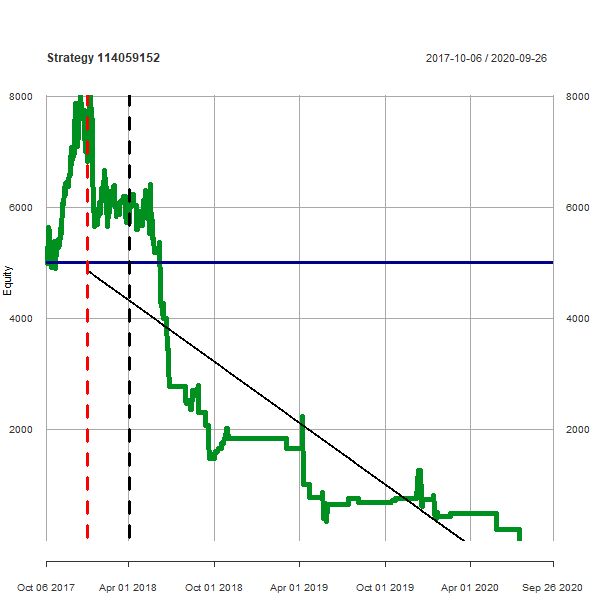 Strategy 114059152
2017-10-06 / 2020-09-26
8000
8000
6000
6000
Equity
4000
4000
2000
2000
Oct 06 2017
Apr 01 2018
Oct 01 2018
Apr 01 2019
Oct 01 2019
Apr 01 2020
Sep 26 2020